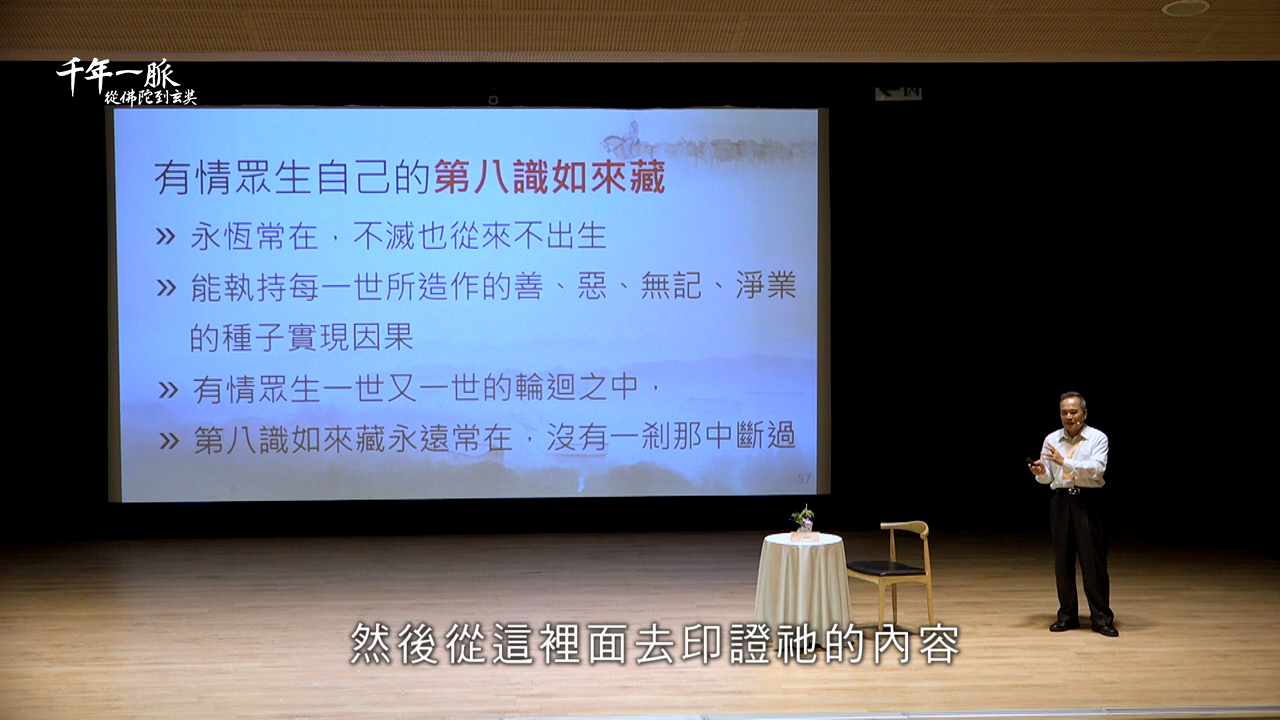 千年一脈
從佛陀到玄奘
有情眾生自己的第八識如來藏
» 永恆常在，不滅也從來不出生
» 能執持每一世所造作的善、惡、無記、淨業
的種子實現因果
» 有情眾生一世又一世的輪迴之中，
» 第八識如來藏永遠常在，沒有一剎那中斷過
57
然後從這裡面去印證祂的內容